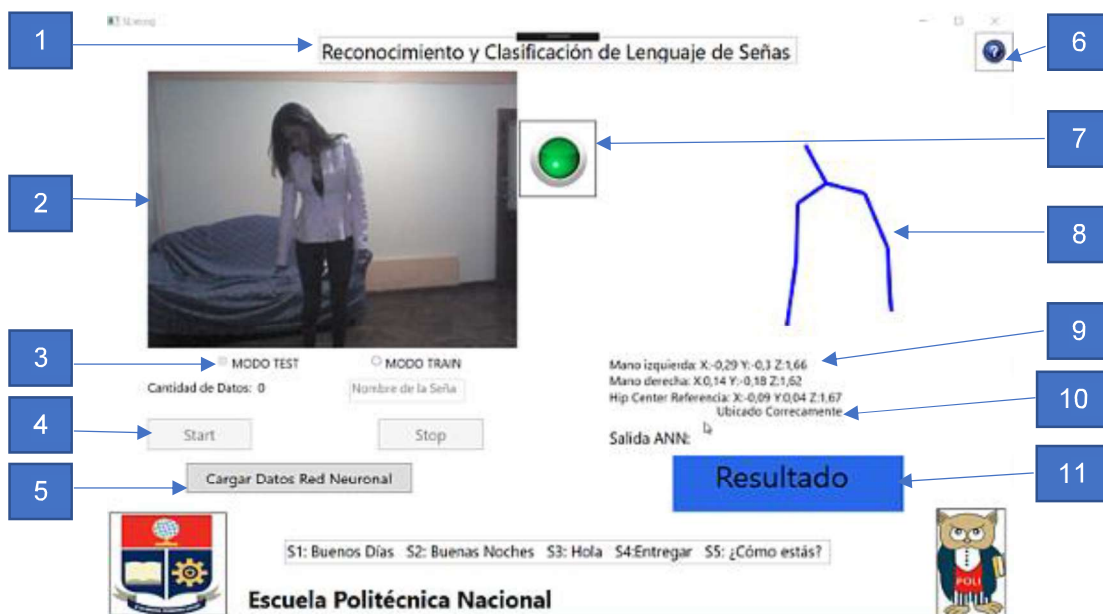 1
Reconocimiento y Clasificación de Lenguaje de Señas
6
7
2
8
3
MODO TEST
MODO TRAIN
Cantidad de Datos: 0
Nombre de la Seña
Mano izquierda: X:-0,29 Y:-0,3 Z:1,66
Mano derecha: X:0,14 Y:-0,18 Z:1,62
Hip Center Referencia: X:-0,09 Y:0,04 Z:1,67
Ubicado Correcamente
9
10
4
Start
Stop
Salida ANN:
5
Cargar Datos Red Neuronal
Resultado
11
S1: Buenos Días S2: Buenas Noches S3: Hola S4:Entregar S5: ¿Cómo estás?
POLI
Escuela Politécnica Nacional